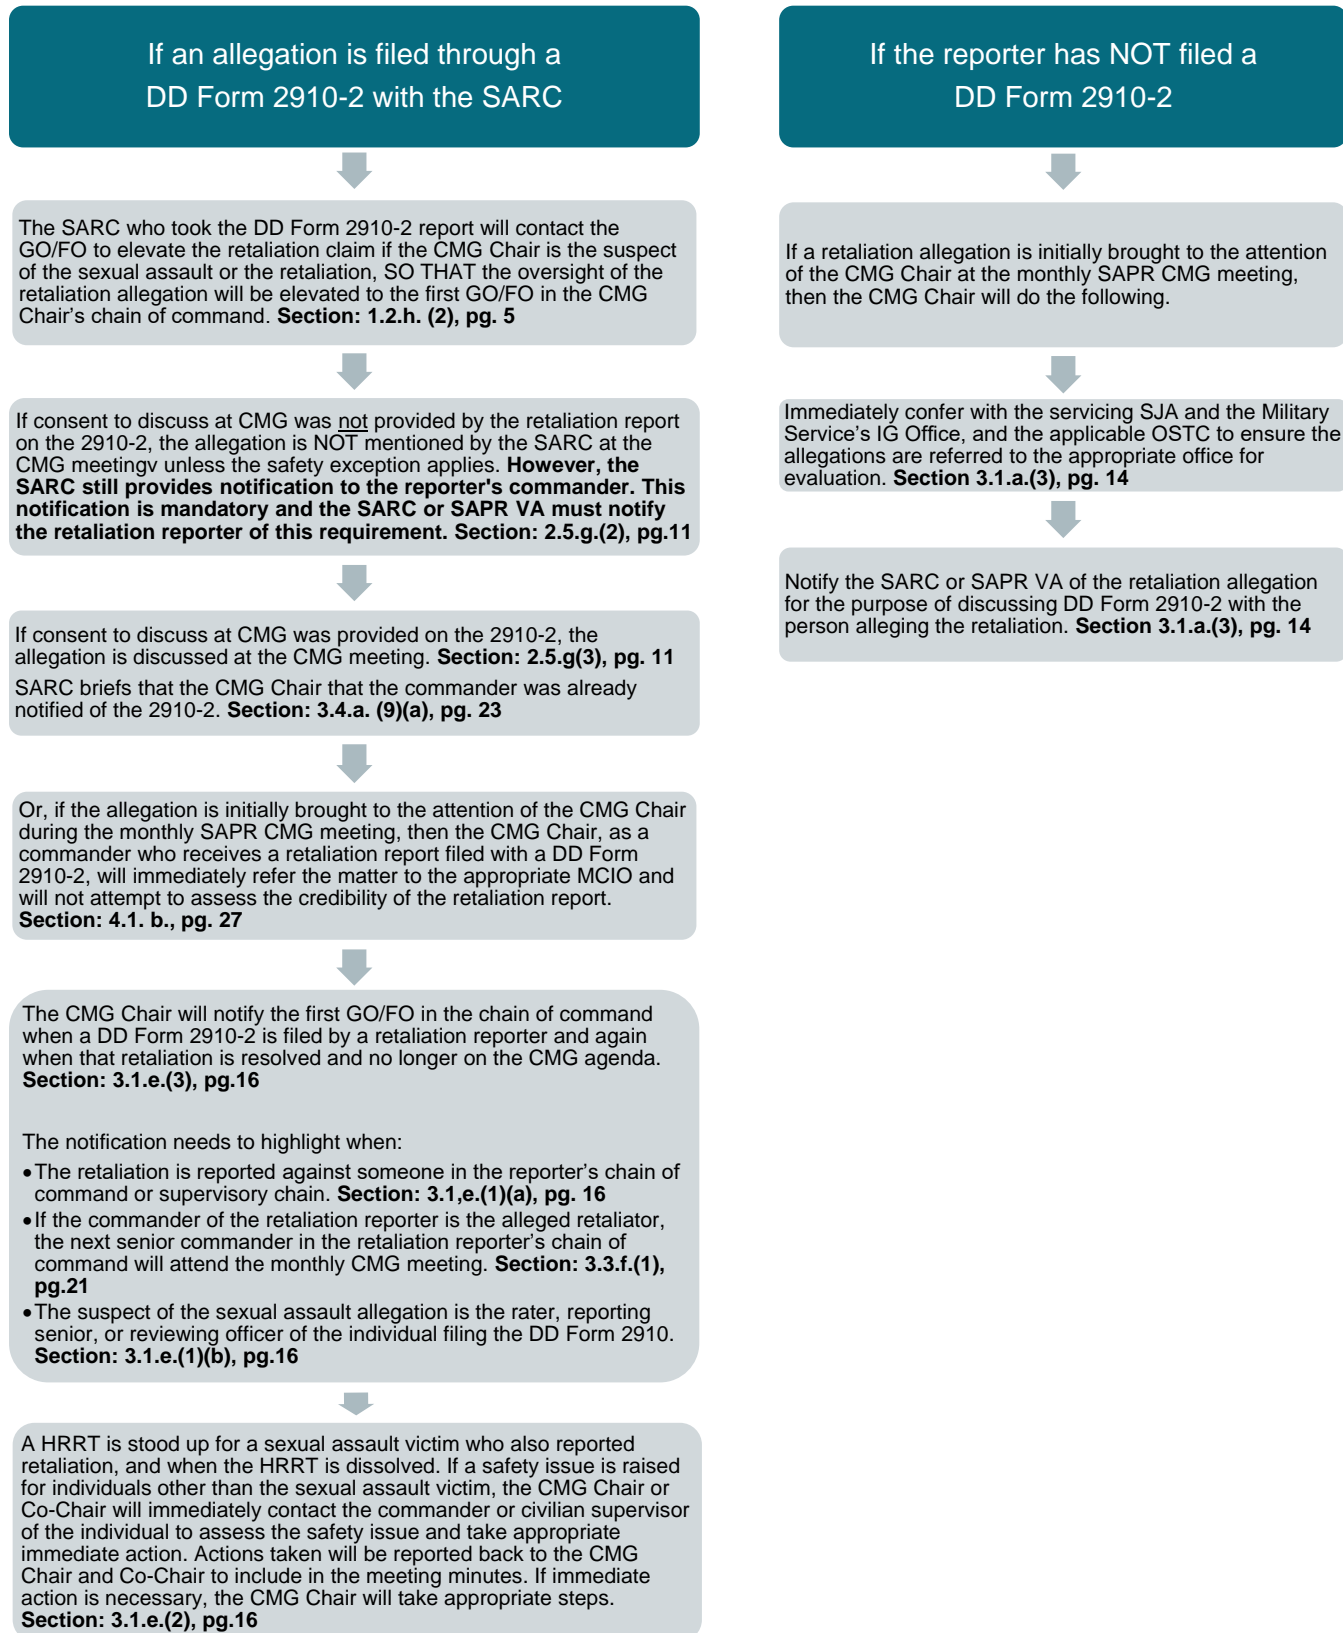 If an allegation is filed through a
DD Form 2910-2 with the SARC
The SARC who took the DD Form 2910-2 report will contact the
GO/FO to elevate the retaliation claim if the CMG Chair is the suspect
of the sexual assault or the retaliation, SO THAT the oversight of the
retaliation allegation will be elevated to the first GO/FO in the CMG
Chair's chain of command. Section: 1.2.h. (2), pg. 5
If consent to discuss at CMG was not provided by the retaliation report
on the 2910-2, the allegation is NOT mentioned by the SARC at the
CMG meetingv unless the safety exception applies. However, the
SARC still provides notification to the reporter's commander. This
notification is mandatory and the SARC or SAPR VA must notify
the retaliation reporter of this requirement. Section: 2.5.g.(2), pg.11
If consent to discuss at CMG was provided on the 2910-2, the
allegation is discussed at the CMG meeting. Section: 2.5.g(3), pg. 11
SARC briefs that the CMG Chair that the commander was already
notified of the 2910-2. Section: 3.4.a. (9)(a), pg. 23
Or, if the allegation is initially brought to the attention of the CMG Chair
during the monthly SAPR CMG meeting, then the CMG Chair, as a
commander who receives a retaliation report filed with a DD Form
2910-2, will immediately refer the matter to the appropriate MCIO and
will not attempt to assess the credibility of the retaliation report.
Section: 4.1. b., pg. 27
The CMG Chair will notify the first GO/FO in the chain of command
when a DD Form 2910-2 is filed by a retaliation reporter and again
when that retaliation is resolved and no longer on the CMG agenda.
Section: 3.1.e.(3), pg.16
The notification needs to highlight when:
•The retaliation is reported against someone in the reporter's chain of
command or supervisory chain. Section: 3.1,e.(1)(a), pg. 16
•If the commander of the retaliation reporter is the alleged retaliator,
the next senior commander in the retaliation reporter's chain of
command will attend the monthly CMG meeting. Section: 3.3.f.(1),
pg.21
•The suspect of the sexual assault allegation is the rater, reporting
senior, or reviewing officer of the individual filing the DD Form 2910.
Section: 3.1.e.(1)(b), pg.16
A HRRT is stood up for a sexual assault victim who also reported
retaliation, and when the HRRT is dissolved. If a safety issue is raised
for individuals other than the sexual assault victim, the CMG Chair or
Co-Chair will immediately contact the commander or civilian supervisor
of the individual to assess the safety issue and take appropriate
immediate action. Actions taken will be reported back to the CMG
Chair and Co-Chair to include in the meeting minutes. If immediate
action is necessary, the CMG Chair will take appropriate steps.
Section: 3.1.e.(2), pg.16
If the reporter has NOT filed a
DD Form 2910-2
If a retaliation allegation is initially brought to the attention
of the CMG Chair at the monthly SAPR CMG meeting,
then the CMG Chair will do the following.
Immediately confer with the servicing SJA and the Military
Service's IG Office, and the applicable OSTC to ensure the
allegations are referred to the appropriate office for
evaluation. Section 3.1.a.(3), pg. 14
Notify the SARC or SAPR VA of the retaliation allegation
for the purpose of discussing DD Form 2910-2 with the
person alleging the retaliation. Section 3.1.a.(3), pg. 14